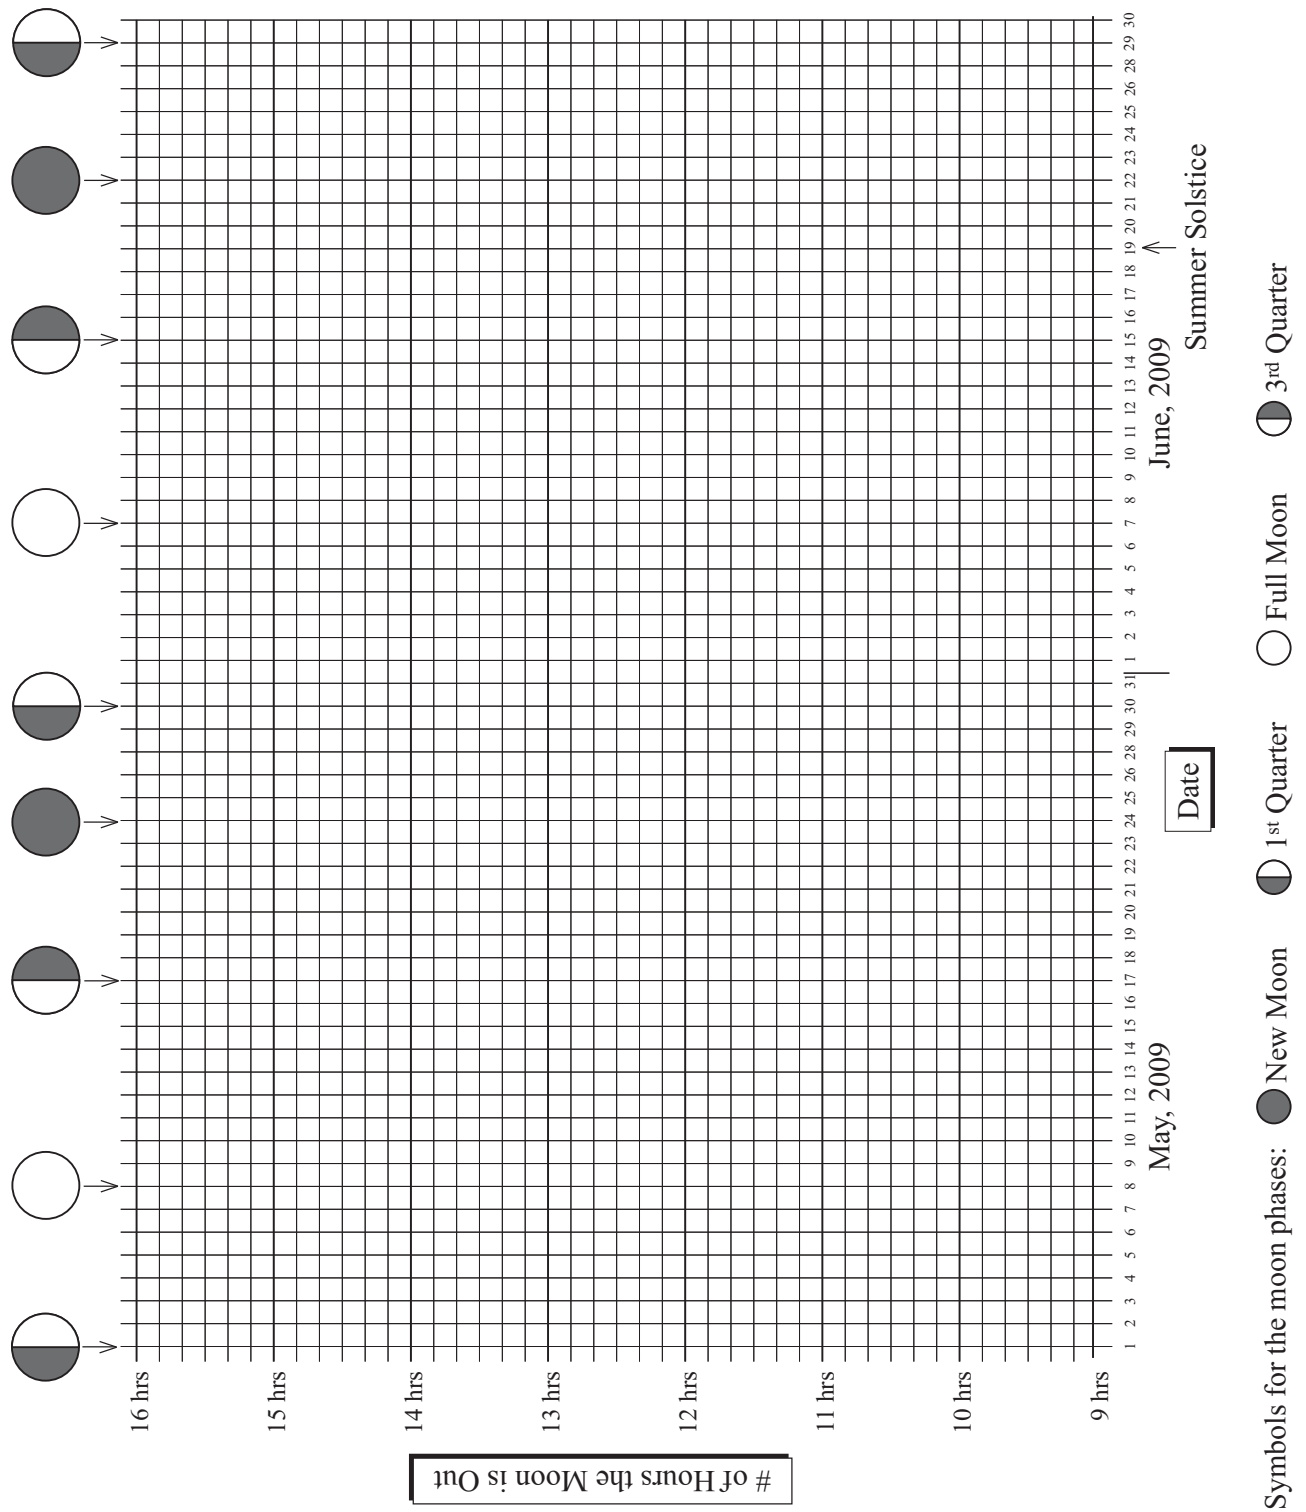 # of Hours the Moon is Out
16 hrs
15 hrs
14 hrs
13 hrs
12 hrs
11 hrs
10 hrs
9 hrs
1 2 3 4 5 6 7 8 9 10 11 12 13 14 15 16 17 18 19 20 21 22 23 24 25 26 28 29 30 31 1 2 3 4 5 6 7 8 9 10 11 12 13 14 15 16 17 18 19 20 21 22 23 24 25 26 28 29 30
May, 2009 June, 2009
Date
Summer Solstice
Symbols for the moon phases: New Moon 1st Quarter Full Moon 3rd Quarter